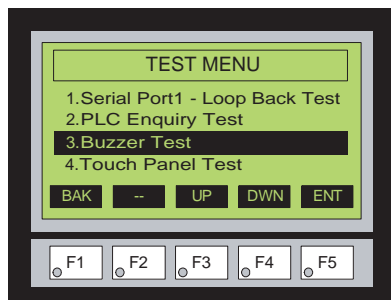 TEST MENU
1.Serial Port1 - Loop Back Test
2.PLC Enquiry Test
3.Buzzer Test
4.Touch Panel Test
BAK -- UP DWN ENT
F1 F2 F3 F4 F5